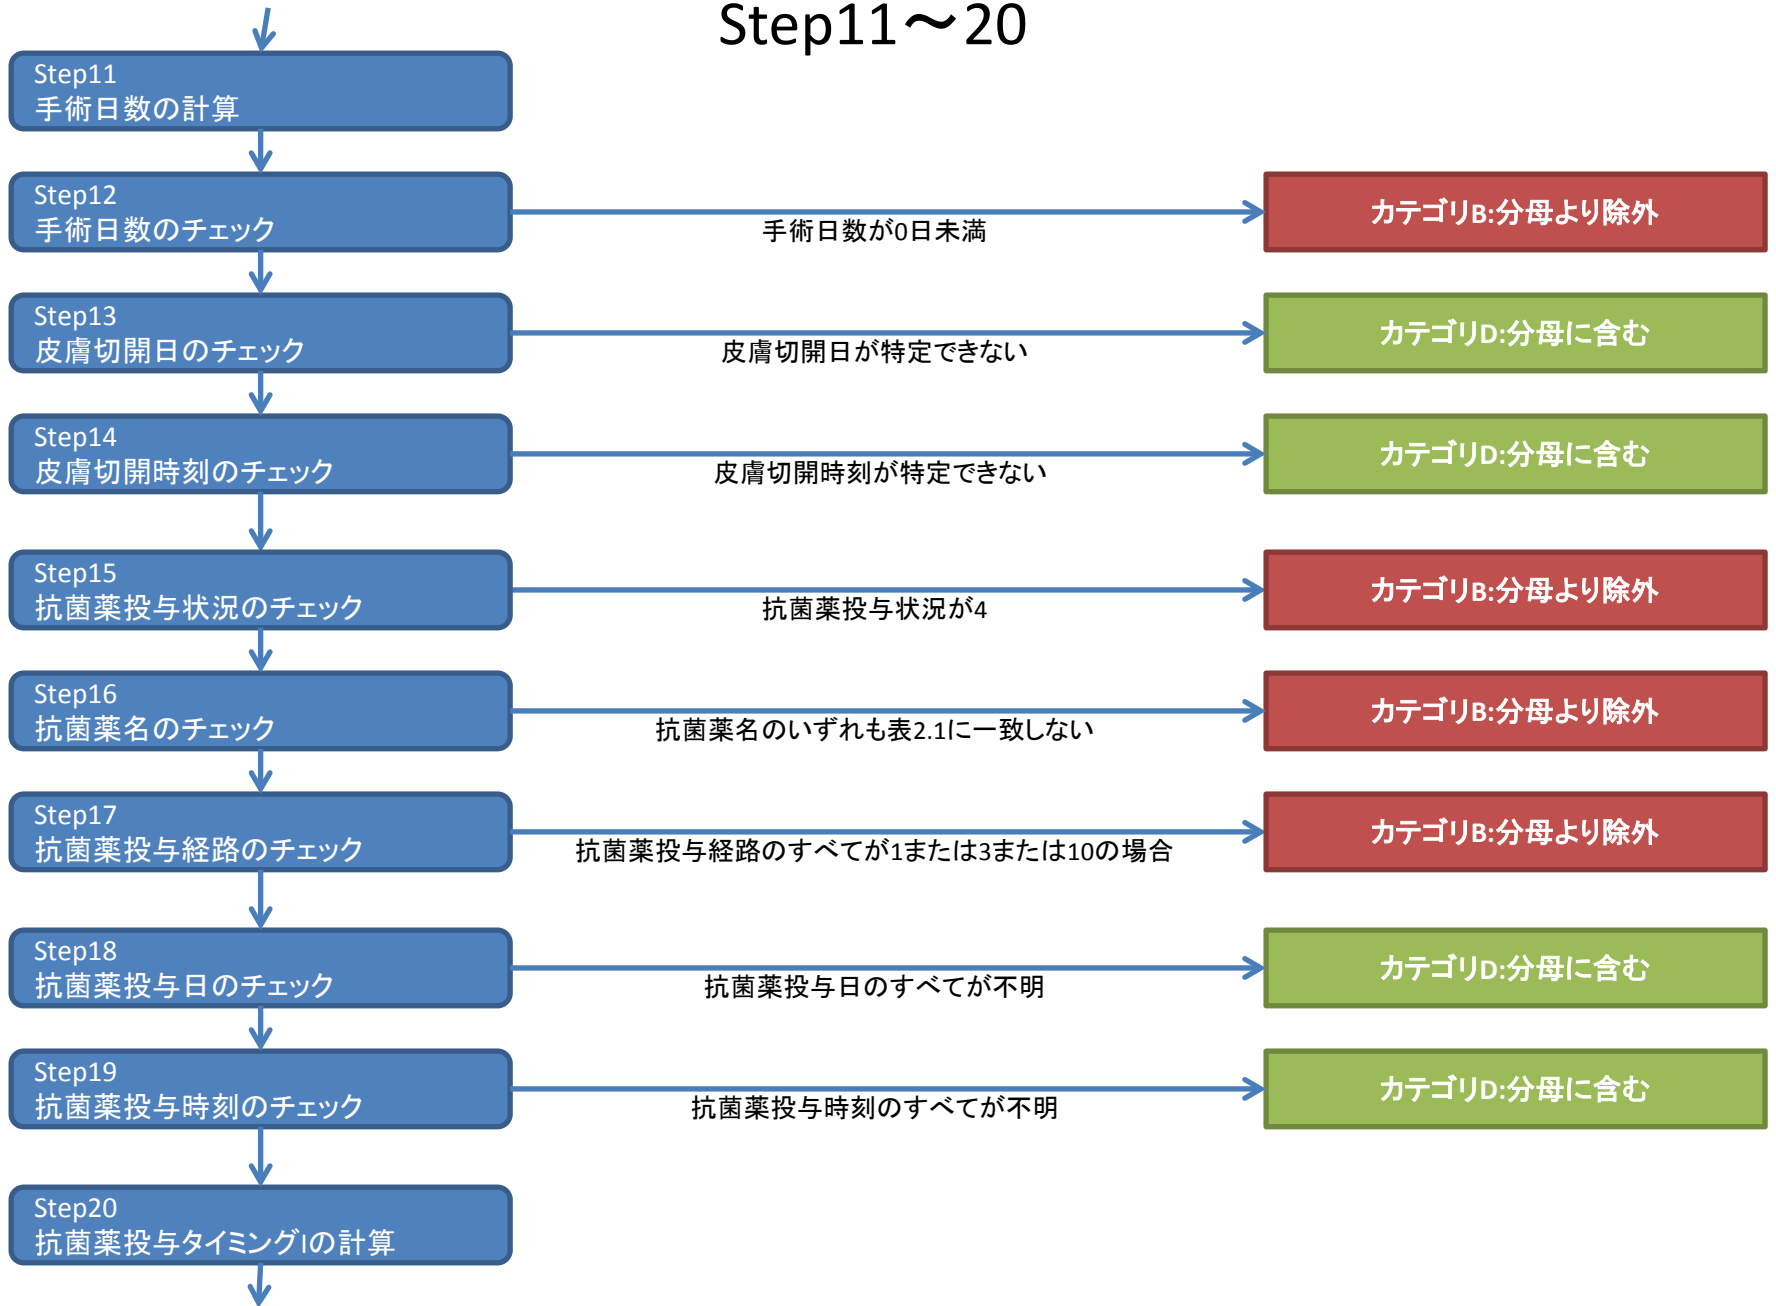 Step11～20
Step11
手術日数の計算
Step12
手術日数のチェック
手術日数が0日未満
カテゴリB:分母より除外
Step13
皮膚切開日のチェック
皮膚切開日が特定できない
カテゴリD:分母に含む
Step14
皮膚切開時刻のチェック
皮膚切開時刻が特定できない
カテゴリD:分母に含む
Step15
抗菌薬投与状況のチェック
抗菌薬投与状況が4
カテゴリB:分母より除外
Step16
抗菌薬名のチェック
抗菌薬名のいずれも表2.1に一致しない
カテゴリB:分母より除外
Step17
抗菌薬投与経路のチェック
抗菌薬投与経路のすべてが1または3または10の場合
カテゴリB:分母より除外
Step18
抗菌薬投与日のチェック
抗菌薬投与日のすべてが不明
カテゴリD:分母に含む
Step19
抗菌薬投与時刻のチェック
抗菌薬投与時刻のすべてが不明
カテゴリD:分母に含む
Step20
抗菌薬投与タイミングIの計算